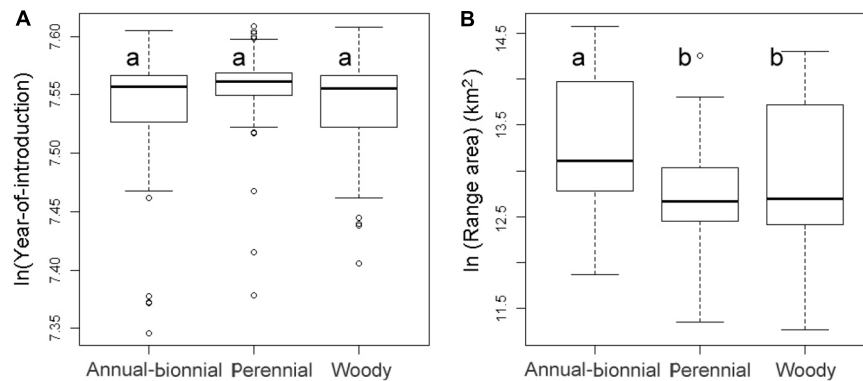 A
ln(Year-of-introduction)
7.60
7.55
7.50
7.45
7.40
7.35
a
a
a
Annual-bionnial
Perennial
Woody
B
ln (Range area) (km²)
14.5
13.5
12.5
11.5
a
b
b
Annual-bionnial
Perennial
Woody